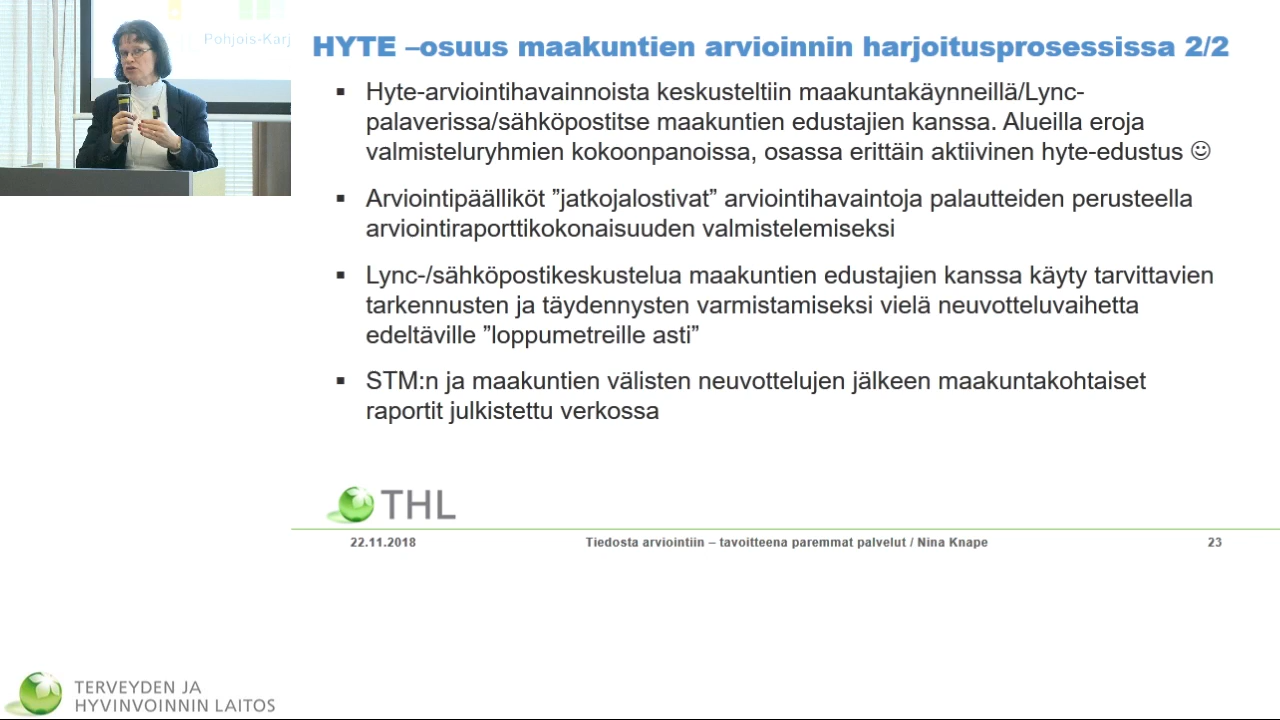 Pohjois-Karj
HYTE –osuus maakuntien arvioinnin harjoitusprosessissa 2/2
▪ Hyte-arviointihavainnoista keskusteltiin maakuntakäynneillä/Lync-
palaverissa/sähköpostitse maakuntien edustajien kanssa. Alueilla eroja
valmisteluryhmien kokoonpanoissa, osassa erittäin aktiivinen hyte-edustus ☺
▪ Arviointipäälliköt ”jatkojalostivat” arviointihavaintoja palautteiden perusteella
arviointiraporttikokonaisuuden valmistelemiseksi
▪ Lync-/sähköpostikeskustelua maakuntien edustajien kanssa käyty tarvittavien
tarkennusten ja täydennysten varmistamiseksi vielä neuvotteluvaihetta
edeltäville ”loppumetreille asti”
▪ STM:n ja maakuntien välisten neuvottelujen jälkeen maakuntakohtaiset
raportit julkistettu verkossa
THL
22.11.2018 Tiedosta arviointiin – tavoitteena paremmat palvelut / Nina Knape 23
TERVEYDEN JA
HYVINVOINNIN LAITOS